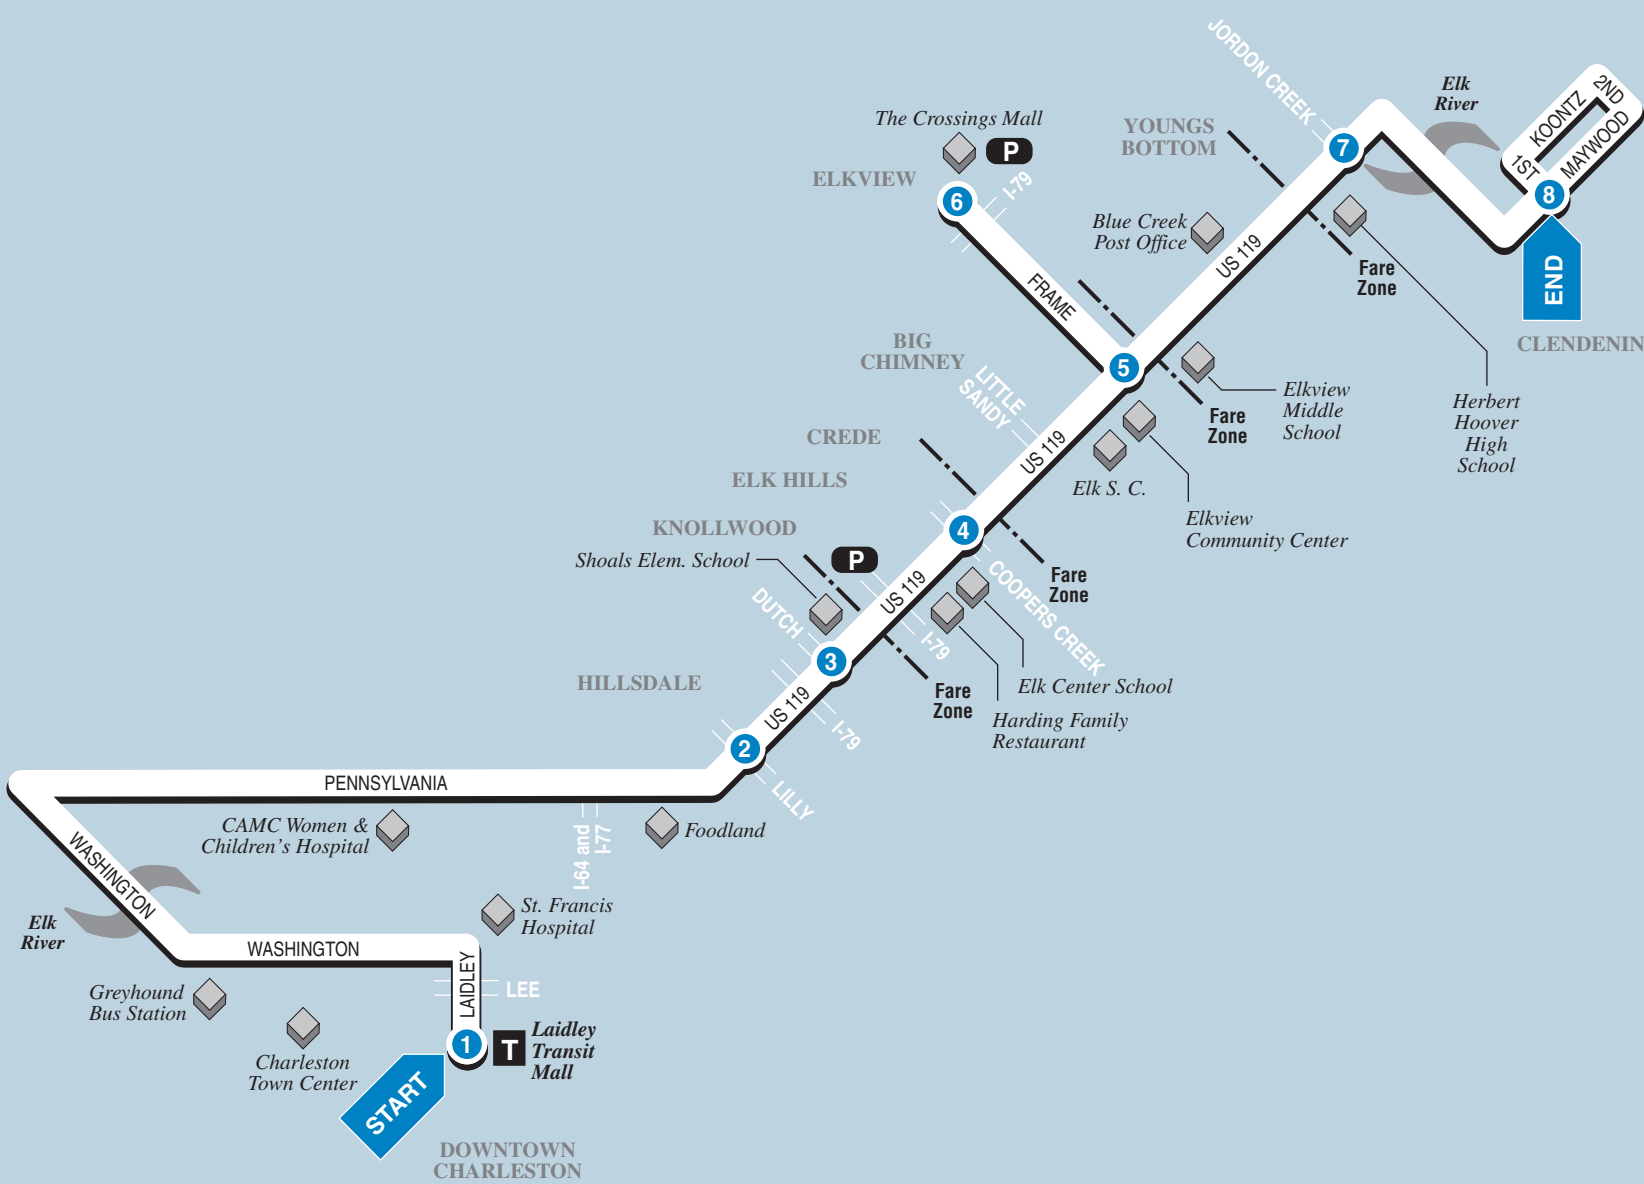 JORDON CREEK
Elk
River
2ND
KOONTZ
MAYWOOD
1ST
8
END
CLENDENIN
The Crossings Mall
P
ELKVIEW
6
I-79
YOUNGS
BOTTOM
7
Blue Creek
Post Office
US 119
Fare
Zone
FRAME
BIG
CHIMNEY
LITTLE
SANDY
5
Fare
Zone
Elkview
Middle
School
Herbert
Hoover
High
School
CREDE
US 119
ELK HILLS
Elk S. C.
Elkview
Community Center
KNOLLWOOD
4
Shoals Elem. School
P
US 119
COOPERS CREEK
Fare
Zone
DUTCH
3
I-79
HILLSDALE
Fare
Zone
Elk Center School
US 119
Harding Family
Restaurant
I-79
2
LILLY
PENNSYLVANIA
CAMC Women &
Children's Hospital
I-64 and
I-77
Foodland
WASHINGTON
Elk
River
St. Francis
Hospital
WASHINGTON
LAIDLEY
LEE
Greyhound
Bus Station
Charleston
Town Center
1
T
Laidley
Transit
Mall
START
DOWNTOWN
CHARLESTON